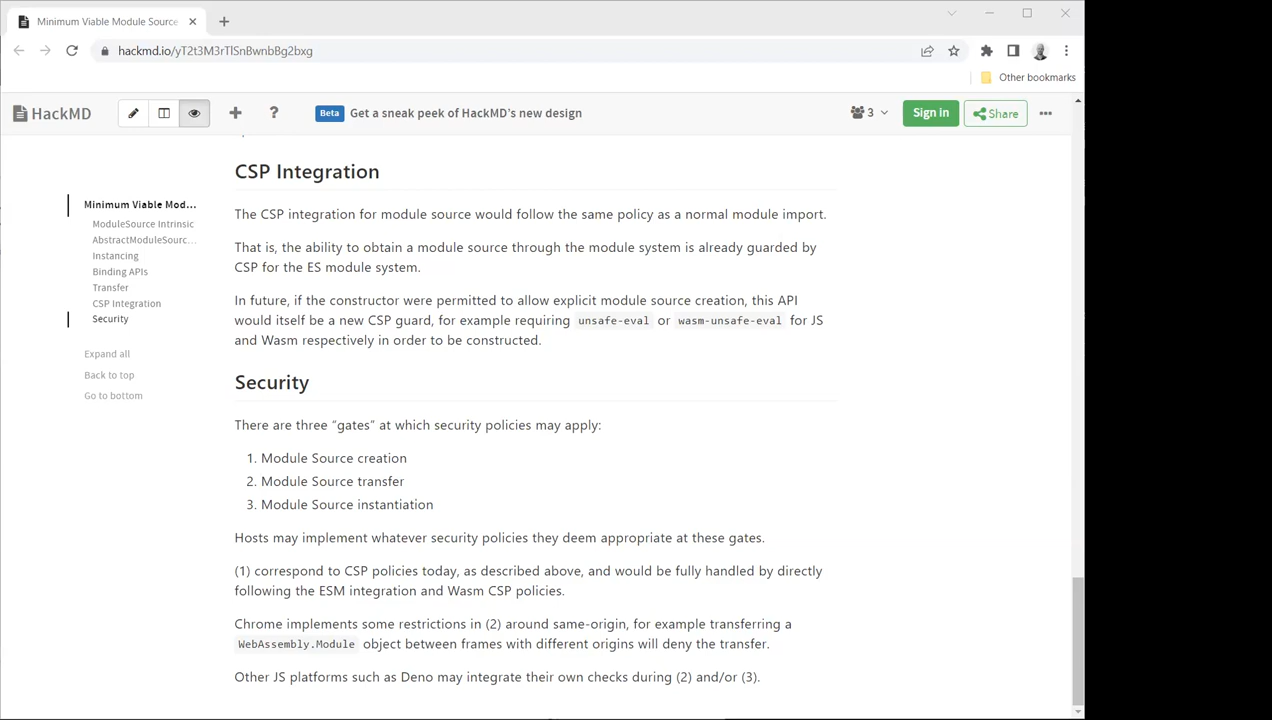 Minimum Viable Module Source
hackmd.io/yT2t3M3rTlSnBwnbBg2bxg
Other bookmarks
HackMD
Beta Get a sneak peek of HackMD's new design
3
Sign in
Share
Minimum Viable Mod...
ModuleSource Intrinsic
AbstractModuleSourc...
Instancing
Binding APIs
Transfer
CSP Integration
Security
Expall all
Back to top
Go to bottom
CSP Integration
The CSP integration for module source would follow the same policy as a normal module import.
That is, the ability to obtain a module source through the module system is already guarded by
CSP for the ES module system.
In future, if the constructor were permitted to allow explicit module source creation, this API
would itself be a new CSP guard, for example requiring unsafe-eval or wasm-unsafe-eval for JS
and Wasm respectively in order to be constructed.
Security
There are three “gates” at which security policies may apply:
1. Module Source creation
2. Module Source transfer
3. Module Source instantiation
Hosts may implement whatever security policies they deem appropriate at these gates.
(1) correspond to CSP policies today, as described above, and would be fully handled by directly
following the ESM integration and Wasm CSP policies.
Chrome implements some restrictions in (2) around same-origin, for example transferring a
WebAssembly.Module object between frames with different origins will deny the transfer.
Other JS platforms such as Deno may integrate their own checks during (2) and/or (3).